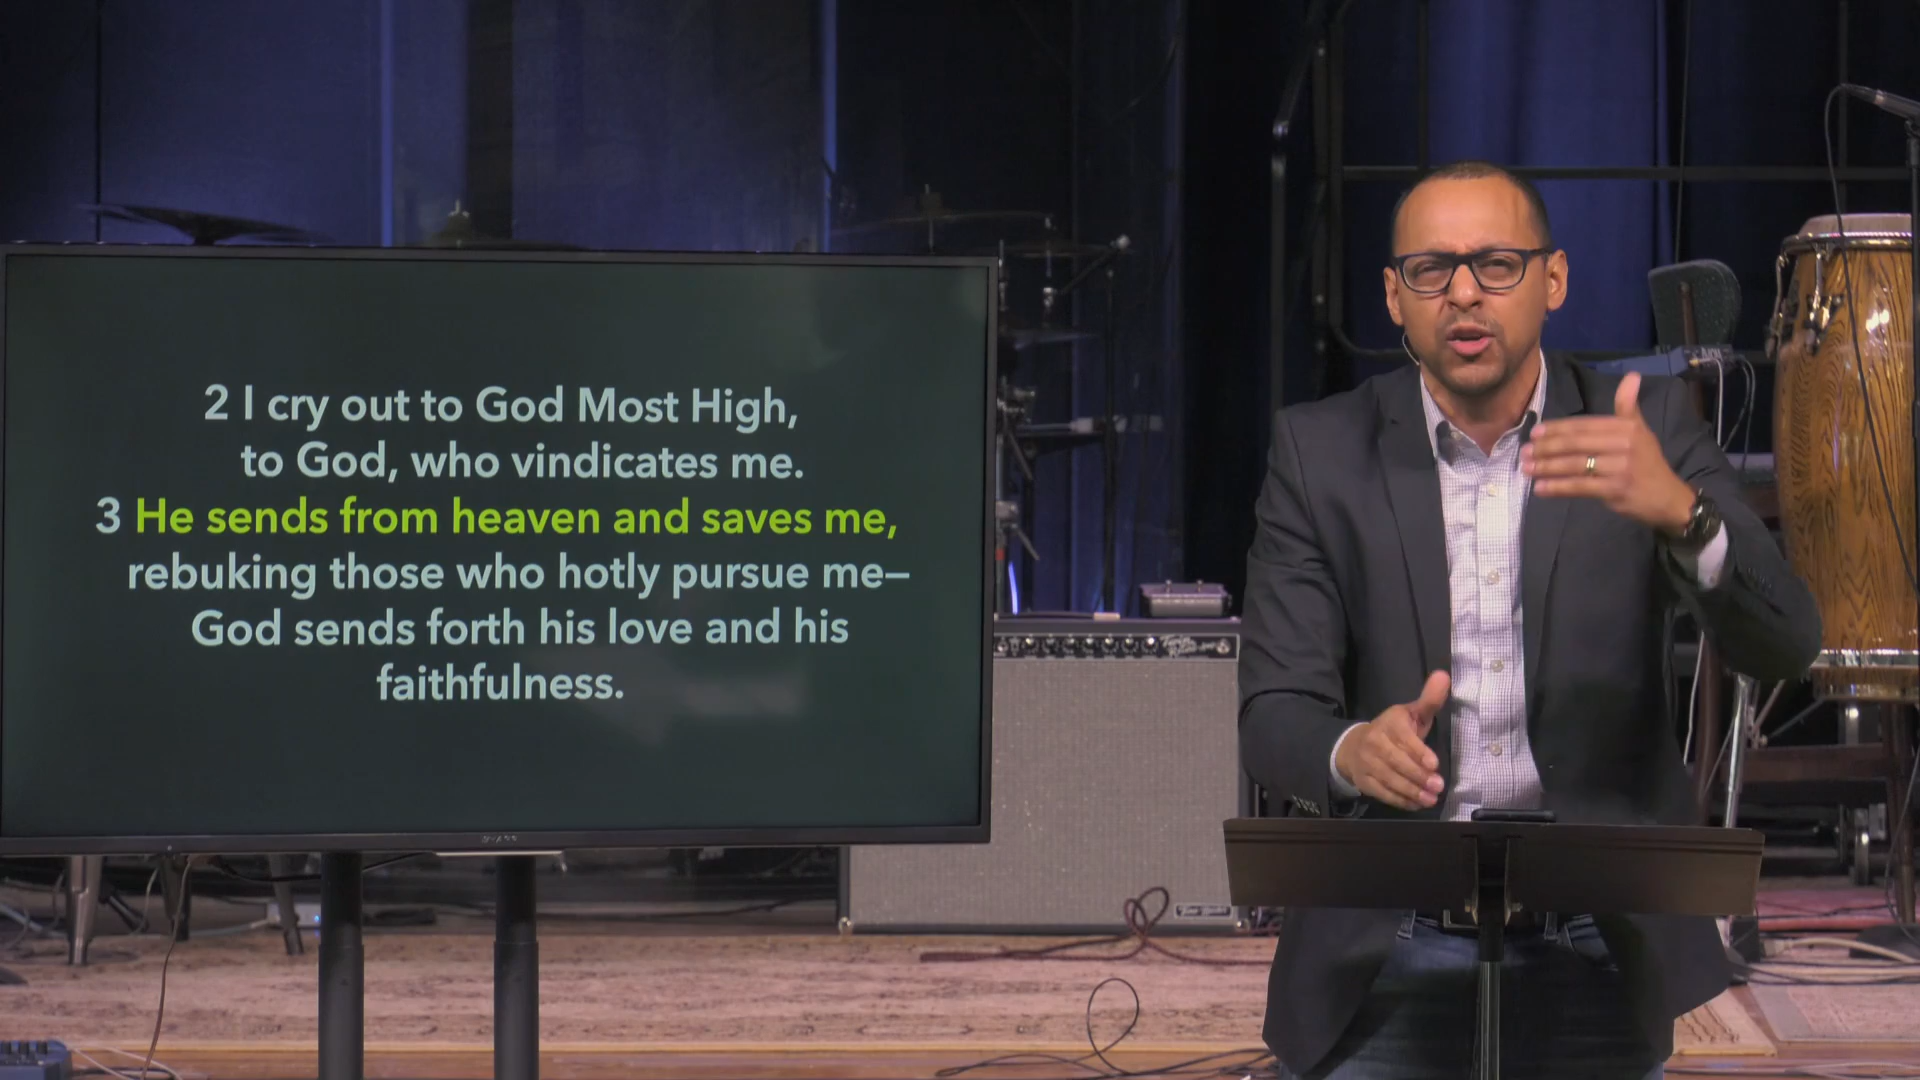 2 I cry out to God Most High,
to God, who vindicates me.
3 He sends from heaven and saves me,
rebuking those who hotly pursue me–
God sends forth his love and his
faithfulness.